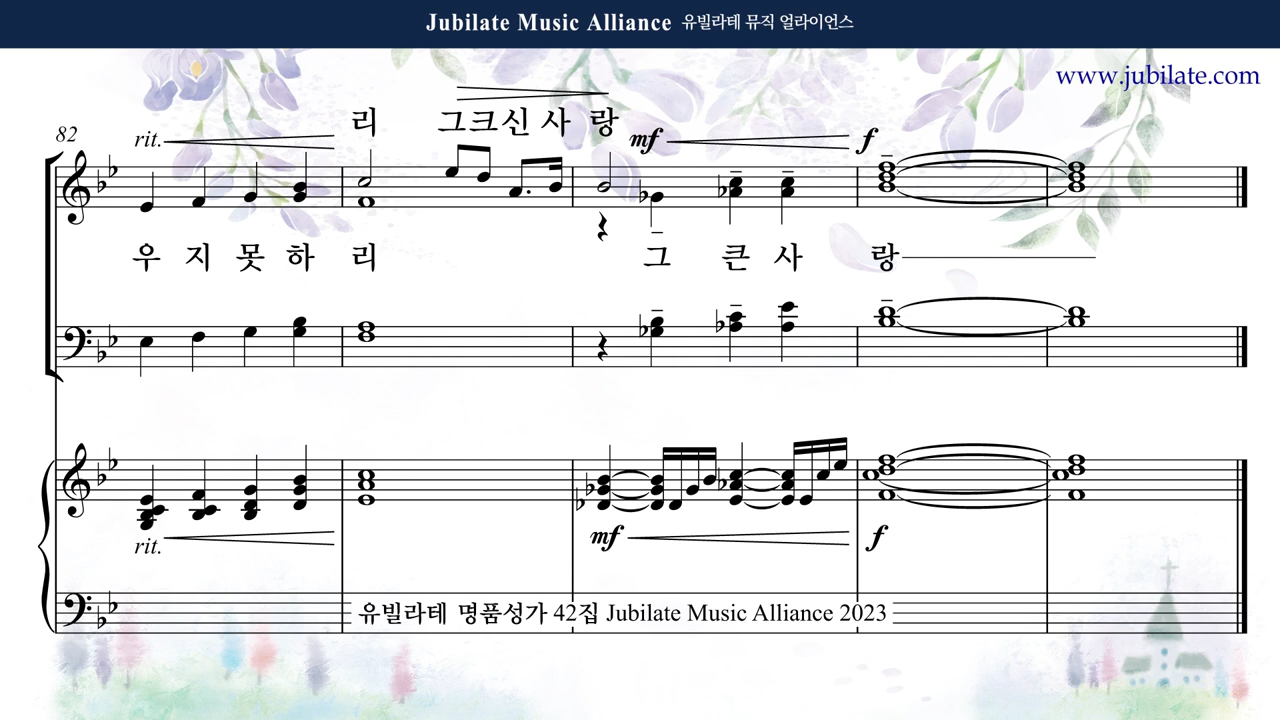 Jubilate Music Alliance 유빌라테 뮤직 얼라이언스
www.jubilate.com
리 그크신 사 랑
82 rit. mf f
우 지 못 하 리 그 큰 사 랑
rit. mf f
유빌라테 명품성가 42집 Jubilate Music Alliance 2023